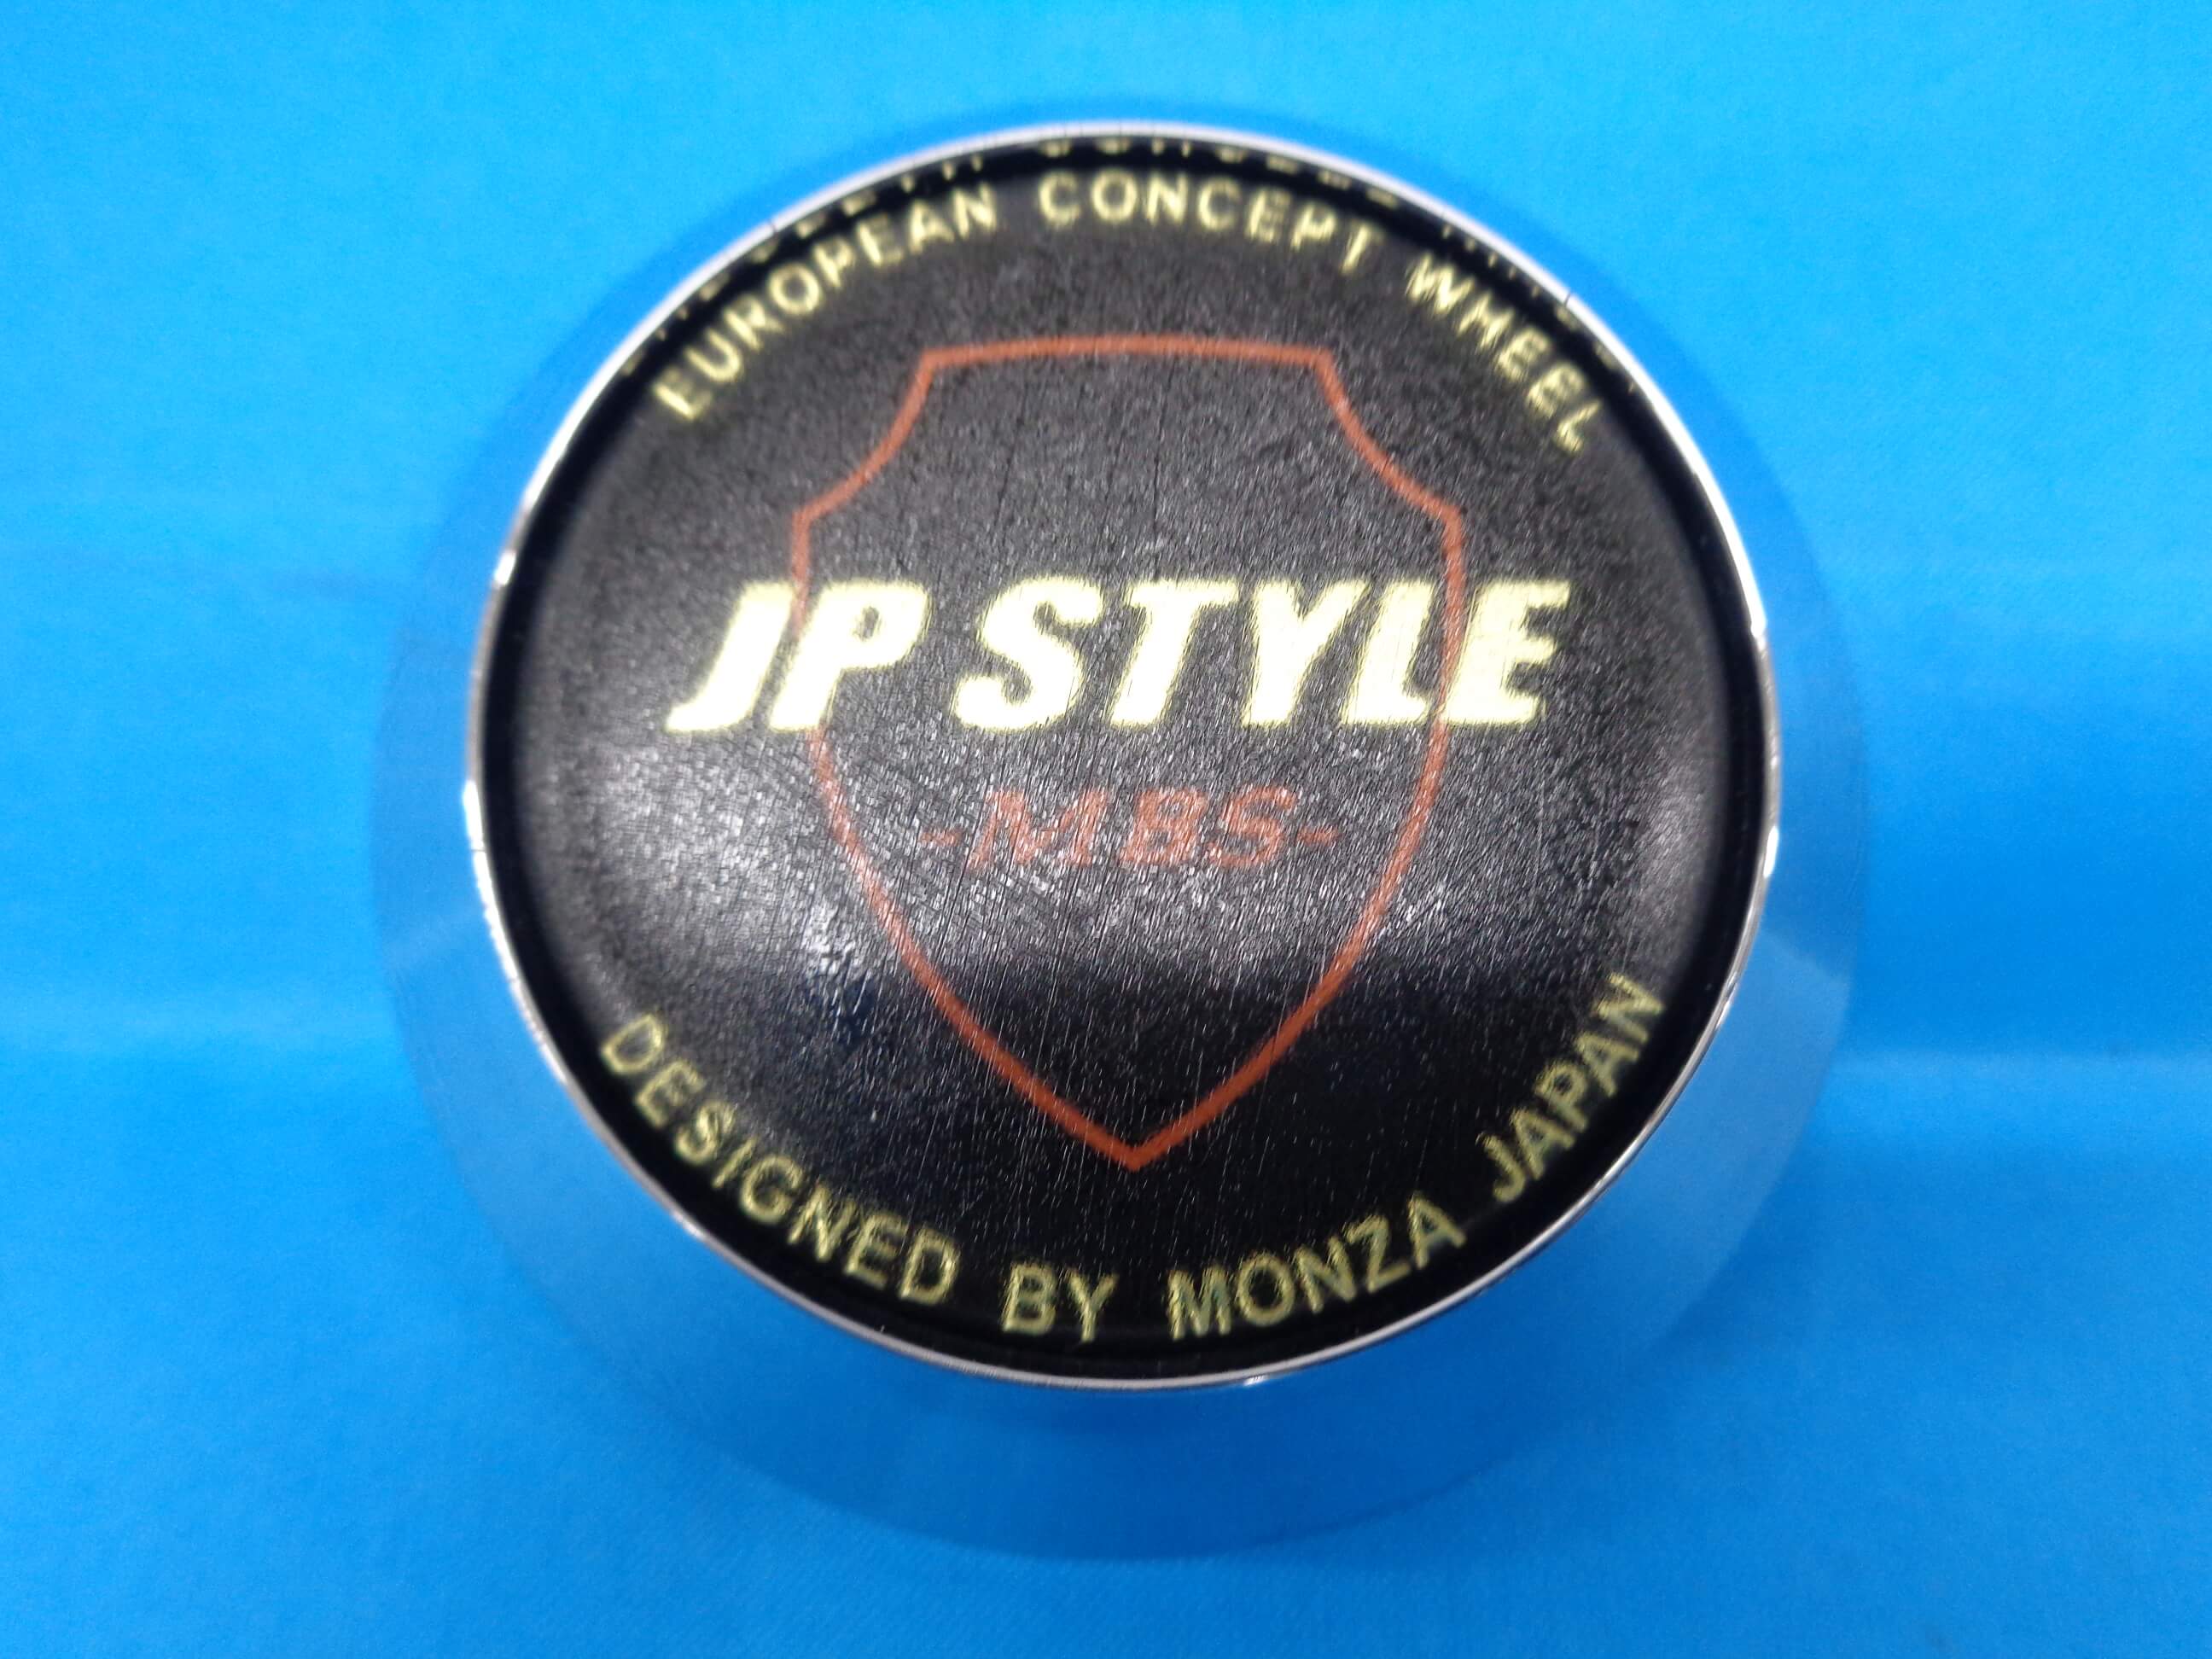 EUROPEAN CONCEPT WHEEL
JP STYLE
-MBS-
DESIGNED BY MONZA JAPAN